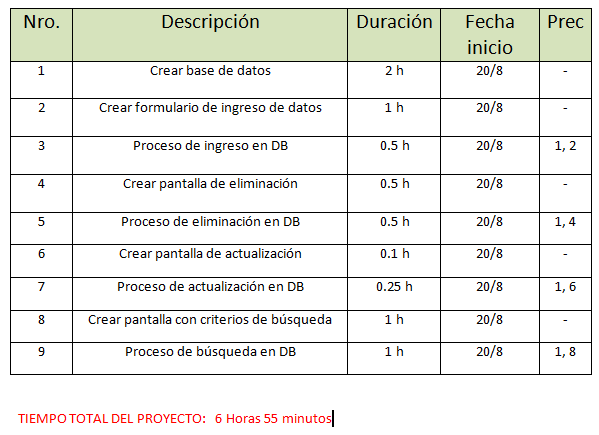 Nro. Descripción Duración Fecha inicio Prec
1 Crear base de datos 2 h 20/8 -
2 Crear formulario de ingreso de datos 1 h 20/8 -
3 Proceso de ingreso en DB 0.5 h 20/8 1, 2
4 Crear pantalla de eliminación 0.5 h 20/8 -
5 Proceso de eliminación en DB 0.5 h 20/8 1, 4
6 Crear pantalla de actualización 0.1 h 20/8 -
7 Proceso de actualización en DB 0.25 h 20/8 1, 6
8 Crear pantalla con criterios de búsqueda 1 h 20/8 -
9 Proceso de búsqueda en DB 1 h 20/8 1, 8
TIEMPO TOTAL DEL PROYECTO: 6 Horas 55 minutos